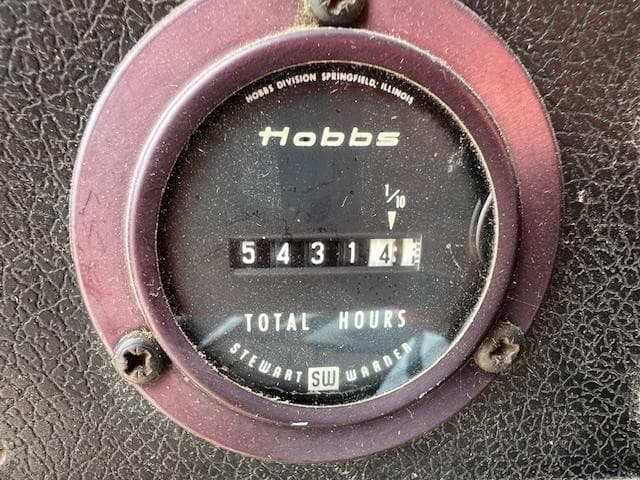 HOBBS DIVISION SPRINGFIELD, ILLINOIS
Hobbs
1/10
54314
TOTAL HOURS
STEWART SW WARNER